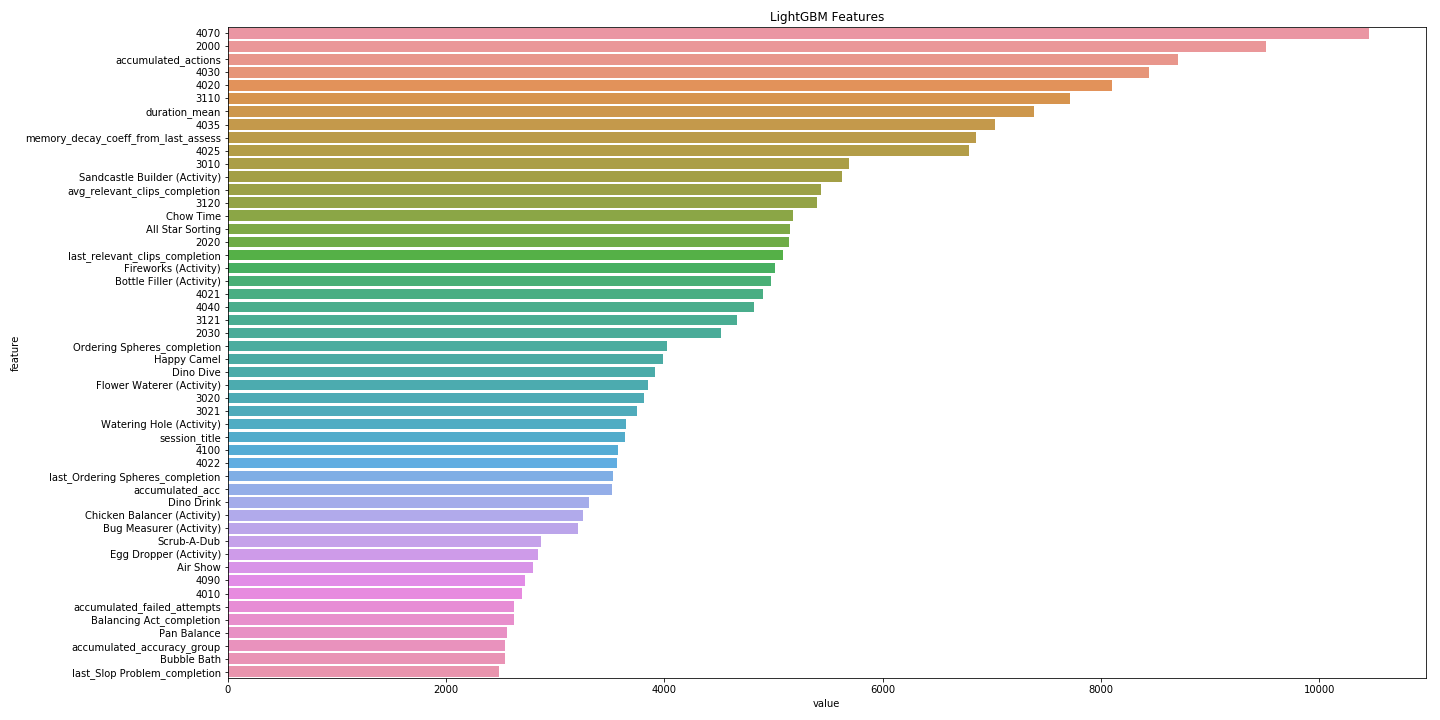 LightGBM Features
4070
2000
accumulated_actions
4030
4020
3110
duration_mean
4035
memory_decay_coeff_from_last_assess
4025
3010
Sandcastle Builder (Activity)
avg_relevant_clips_completion
3120
Chow Time
All Star Sorting
2020
last_relevant_clips_completion
Fireworks (Activity)
Bottle Filler (Activity)
4021
4040
3121
2030
Ordering Spheres_completion
Happy Camel
Dino Dive
Flower Waterer (Activity)
3020
3021
Watering Hole (Activity)
session_title
4100
4022
last_Ordering Spheres_completion
accumulated_acc
Dino Drink
Chicken Balancer (Activity)
Bug Measurer (Activity)
Scrub-A-Dub
Egg Dropper (Activity)
Air Show
4090
4010
accumulated_failed_attempts
Balancing Act_completion
Pan Balance
accumulated_accuracy_group
Bubble Bath
last_Slop Problem_completion
feature
0 2000 4000 6000 8000 10000
value